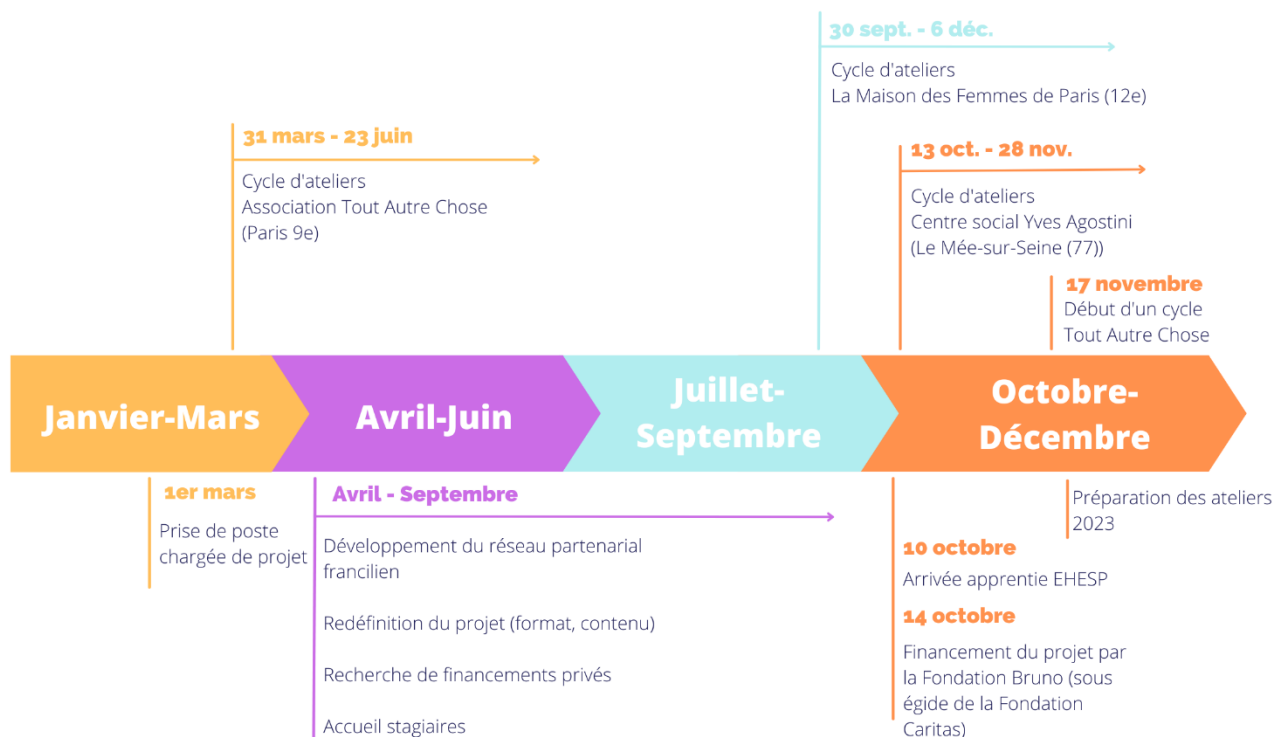 30 sept. - 6 déc.
Cycle d'ateliers
La Maison des Femmes de Paris (12e)
31 mars - 23 juin
Cycle d'ateliers
Association Tout Autre Chose
(Paris 9e)
13 oct. - 28 nov.
Cycle d'ateliers
Centre social Yves Agostini
(Le Mée-sur-Seine (77))
17 novembre
Début d'un cycle
Tout Autre Chose
Janvier-Mars
Avril-Juin
Juillet-
Septembre
Octobre-
Décembre
1er mars
Prise de poste
chargée de projet
Avril - Septembre
Développement du réseau partenarial
francilien
Redéfinition du projet (format, contenu)
Recherche de financements privés
Accueil stagiaires
Préparation des ateliers
2023
10 octobre
Arrivée apprentie EHESP
14 octobre
Financement du projet par
la Fondation Bruno (sous
égide de la Fondation
Caritas)